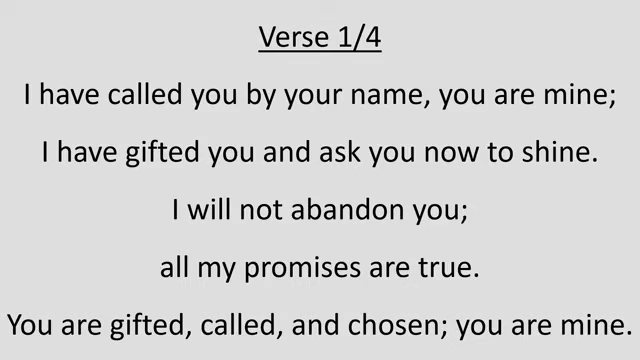 Verse 1/4
I have called you by your name, you are mine;
I have gifted you and ask you now to shine.
I will not abandon you;
all my promises are true.
You are gifted, called, and chosen; you are mine.